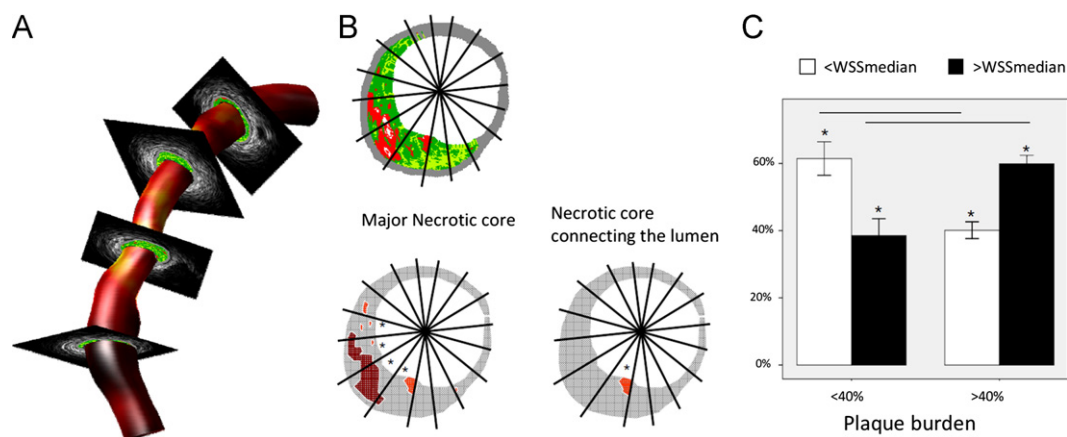 A
B
C
Major Necrotic core
Necrotic core
connecting the lumen
*
*
*
*
*
<WSSmedian >WSSmedian
*
*
*
*
60%
40%
20%
0%
<40% >40%
Plaque burden